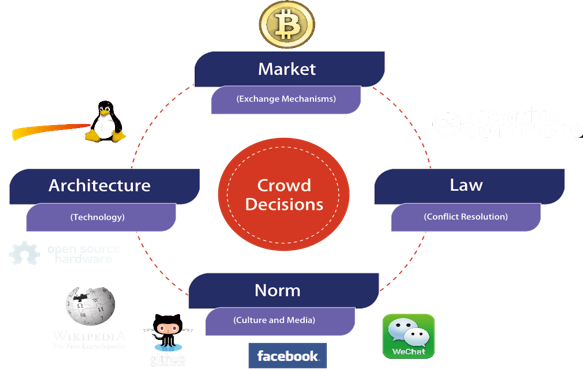 Market
(Exchange Mechanisms)
Architecture
(Technology)
Crowd
Decisions
Law
(Conflict Resolution)
open source
hardware
Norm
(Culture and Media)
WIKIPEDIA
facebook
WeChat